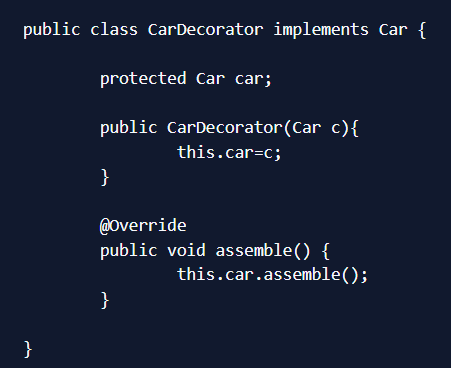 public class CarDecorator implements Car {
protected Car car;
public CarDecorator(Car c){
this.car=c;
}
@Override
public void assemble() {
this.car.assemble();
}
}